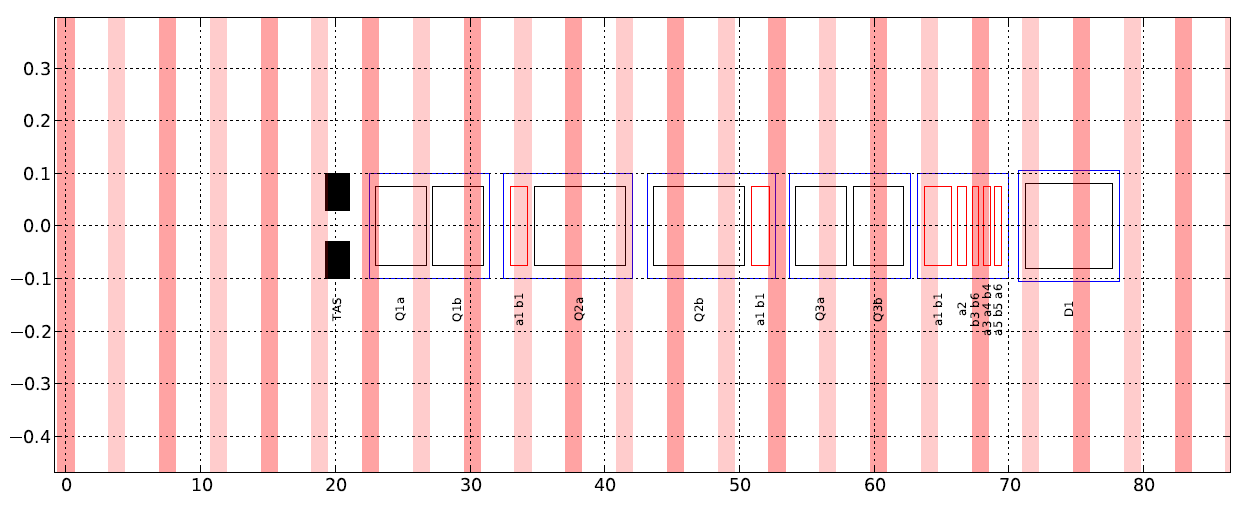 0.3
0.2
0.1
0.0
−0.1
−0.2
−0.3
−0.4
TAS
Q1a
Q1b
a1 b1
Q2a
Q2b
a1 b1
Q3a
Q3b
a1 b1
a2
b3 b6
a3 a4 b4
a5 b5 a6
D1
0
10
20
30
40
50
60
70
80